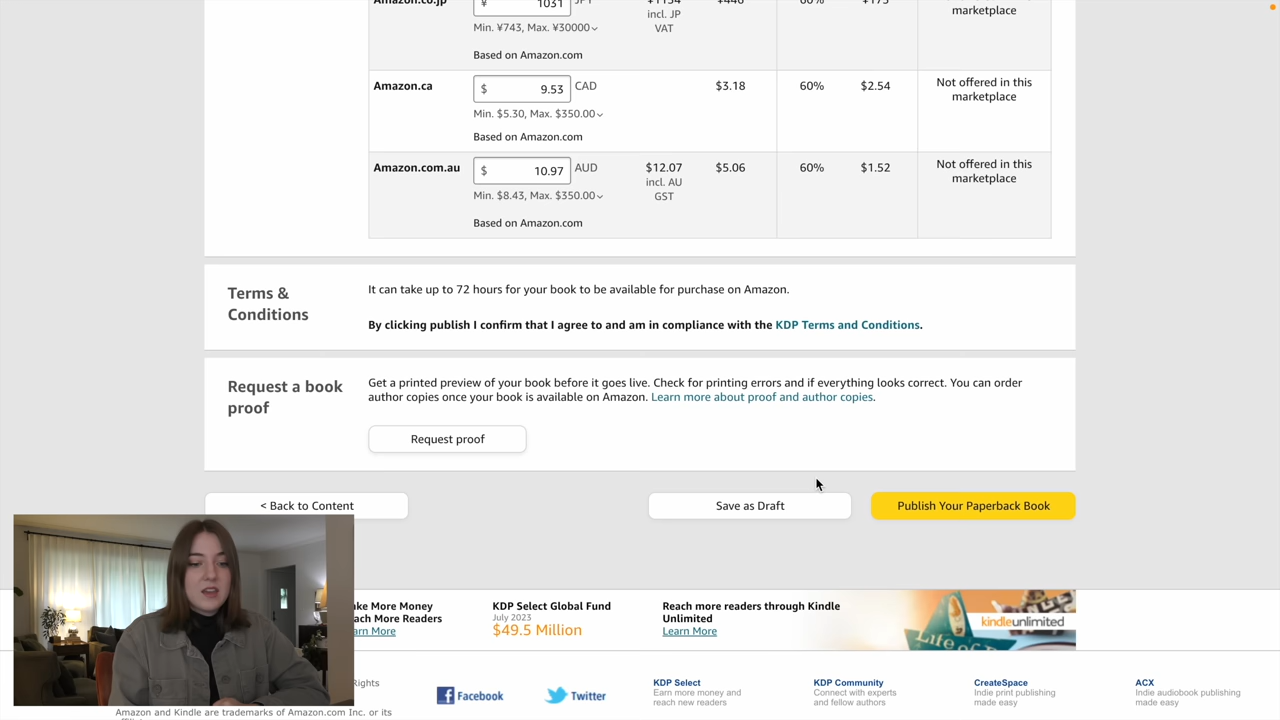 Amazon.co.jp
¥ 1031 JPY
¥1134
incl. JP
VAT
¥446
60%
¥173
marketplace
Min. ¥743, Max. ¥30000
Based on Amazon.com
Amazon.ca
$ 9.53 CAD
$3.18
60%
$2.54
Not offered in this
marketplace
Min. $5.30, Max. $350.00
Based on Amazon.com
Amazon.com.au
$ 10.97 AUD
$12.07
incl. AU
GST
$5.06
60%
$1.52
Not offered in this
marketplace
Min. $8.43, Max. $350.00
Based on Amazon.com
Terms &
Conditions
It can take up to 72 hours for your book to be available for purchase on Amazon.
By clicking publish I confirm that I agree to and am in compliance with the KDP Terms and Conditions.
Request a book
proof
Get a printed preview of your book before it goes live. Check for printing errors and if everything looks correct. You can order
author copies once your book is available on Amazon. Learn more about proof and author copies.
Request proof
< Back to Content
Save as Draft
Publish Your Paperback Book
More Money
More Readers
KDP Select Global Fund
July 2023
$49.5 Million
Reach more readers through Kindle
Unlimited
Learn More
kindleunlimited
Rights
Amazon and Kindle are trademarks of Amazon.com Inc. or its
Facebook
Twitter
KDP Select
Earn more money and
reach new readers
KDP Community
Connect with experts
and fellow authors
CreateSpace
Indie print publishing
made easy
ACX
Indie audiobook publishing
made easy